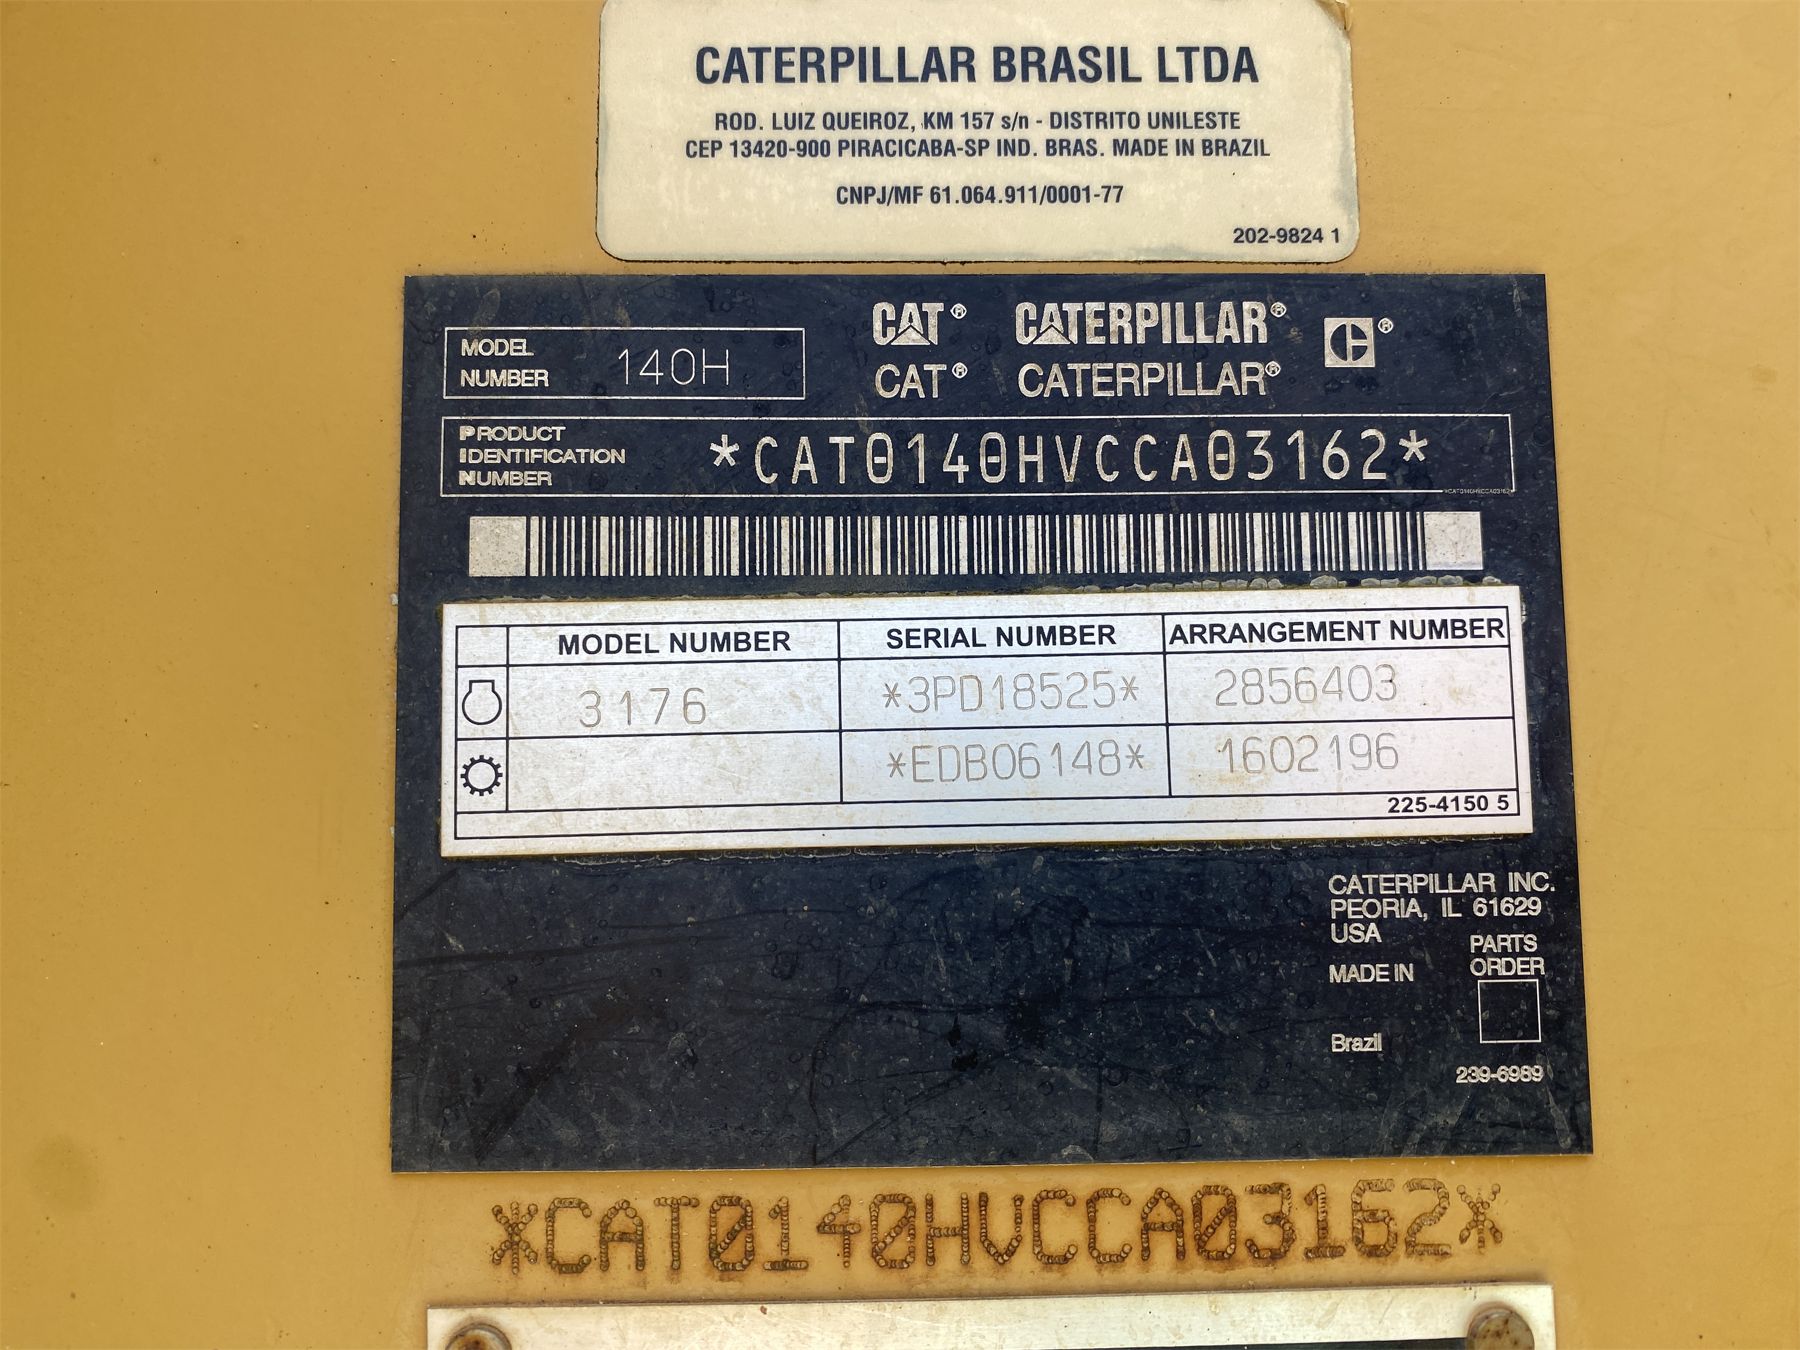 CATERPILLAR BRASIL LTDA
ROD. LUIZ QUEIROZ, KM 157 s/n - DISTRITO UNILESTE
CEP 13420-900 PIRACICABA-SP IND. BRAS. MADE IN BRAZIL
CNPJ/MF 61.064.911/0001-77
202-9824 1
CAT® CATERPILLAR® ®
CAT® CATERPILLAR®
MODEL
NUMBER 140H
PRODUCT
IDENTIFICATION
NUMBER
*CAT0140HVCCA03162*
*CAT0140HVCCA03162*
MODEL NUMBER SERIAL NUMBER ARRANGEMENT NUMBER
3176 *3PD18525* 2856403
*EDB06148* 1602196
225-4150 5
CATERPILLAR INC.
PEORIA, IL 61629
USA
PARTS
ORDER
MADE IN
Brazil
239-6989
*CAT0140HVCCA03162*